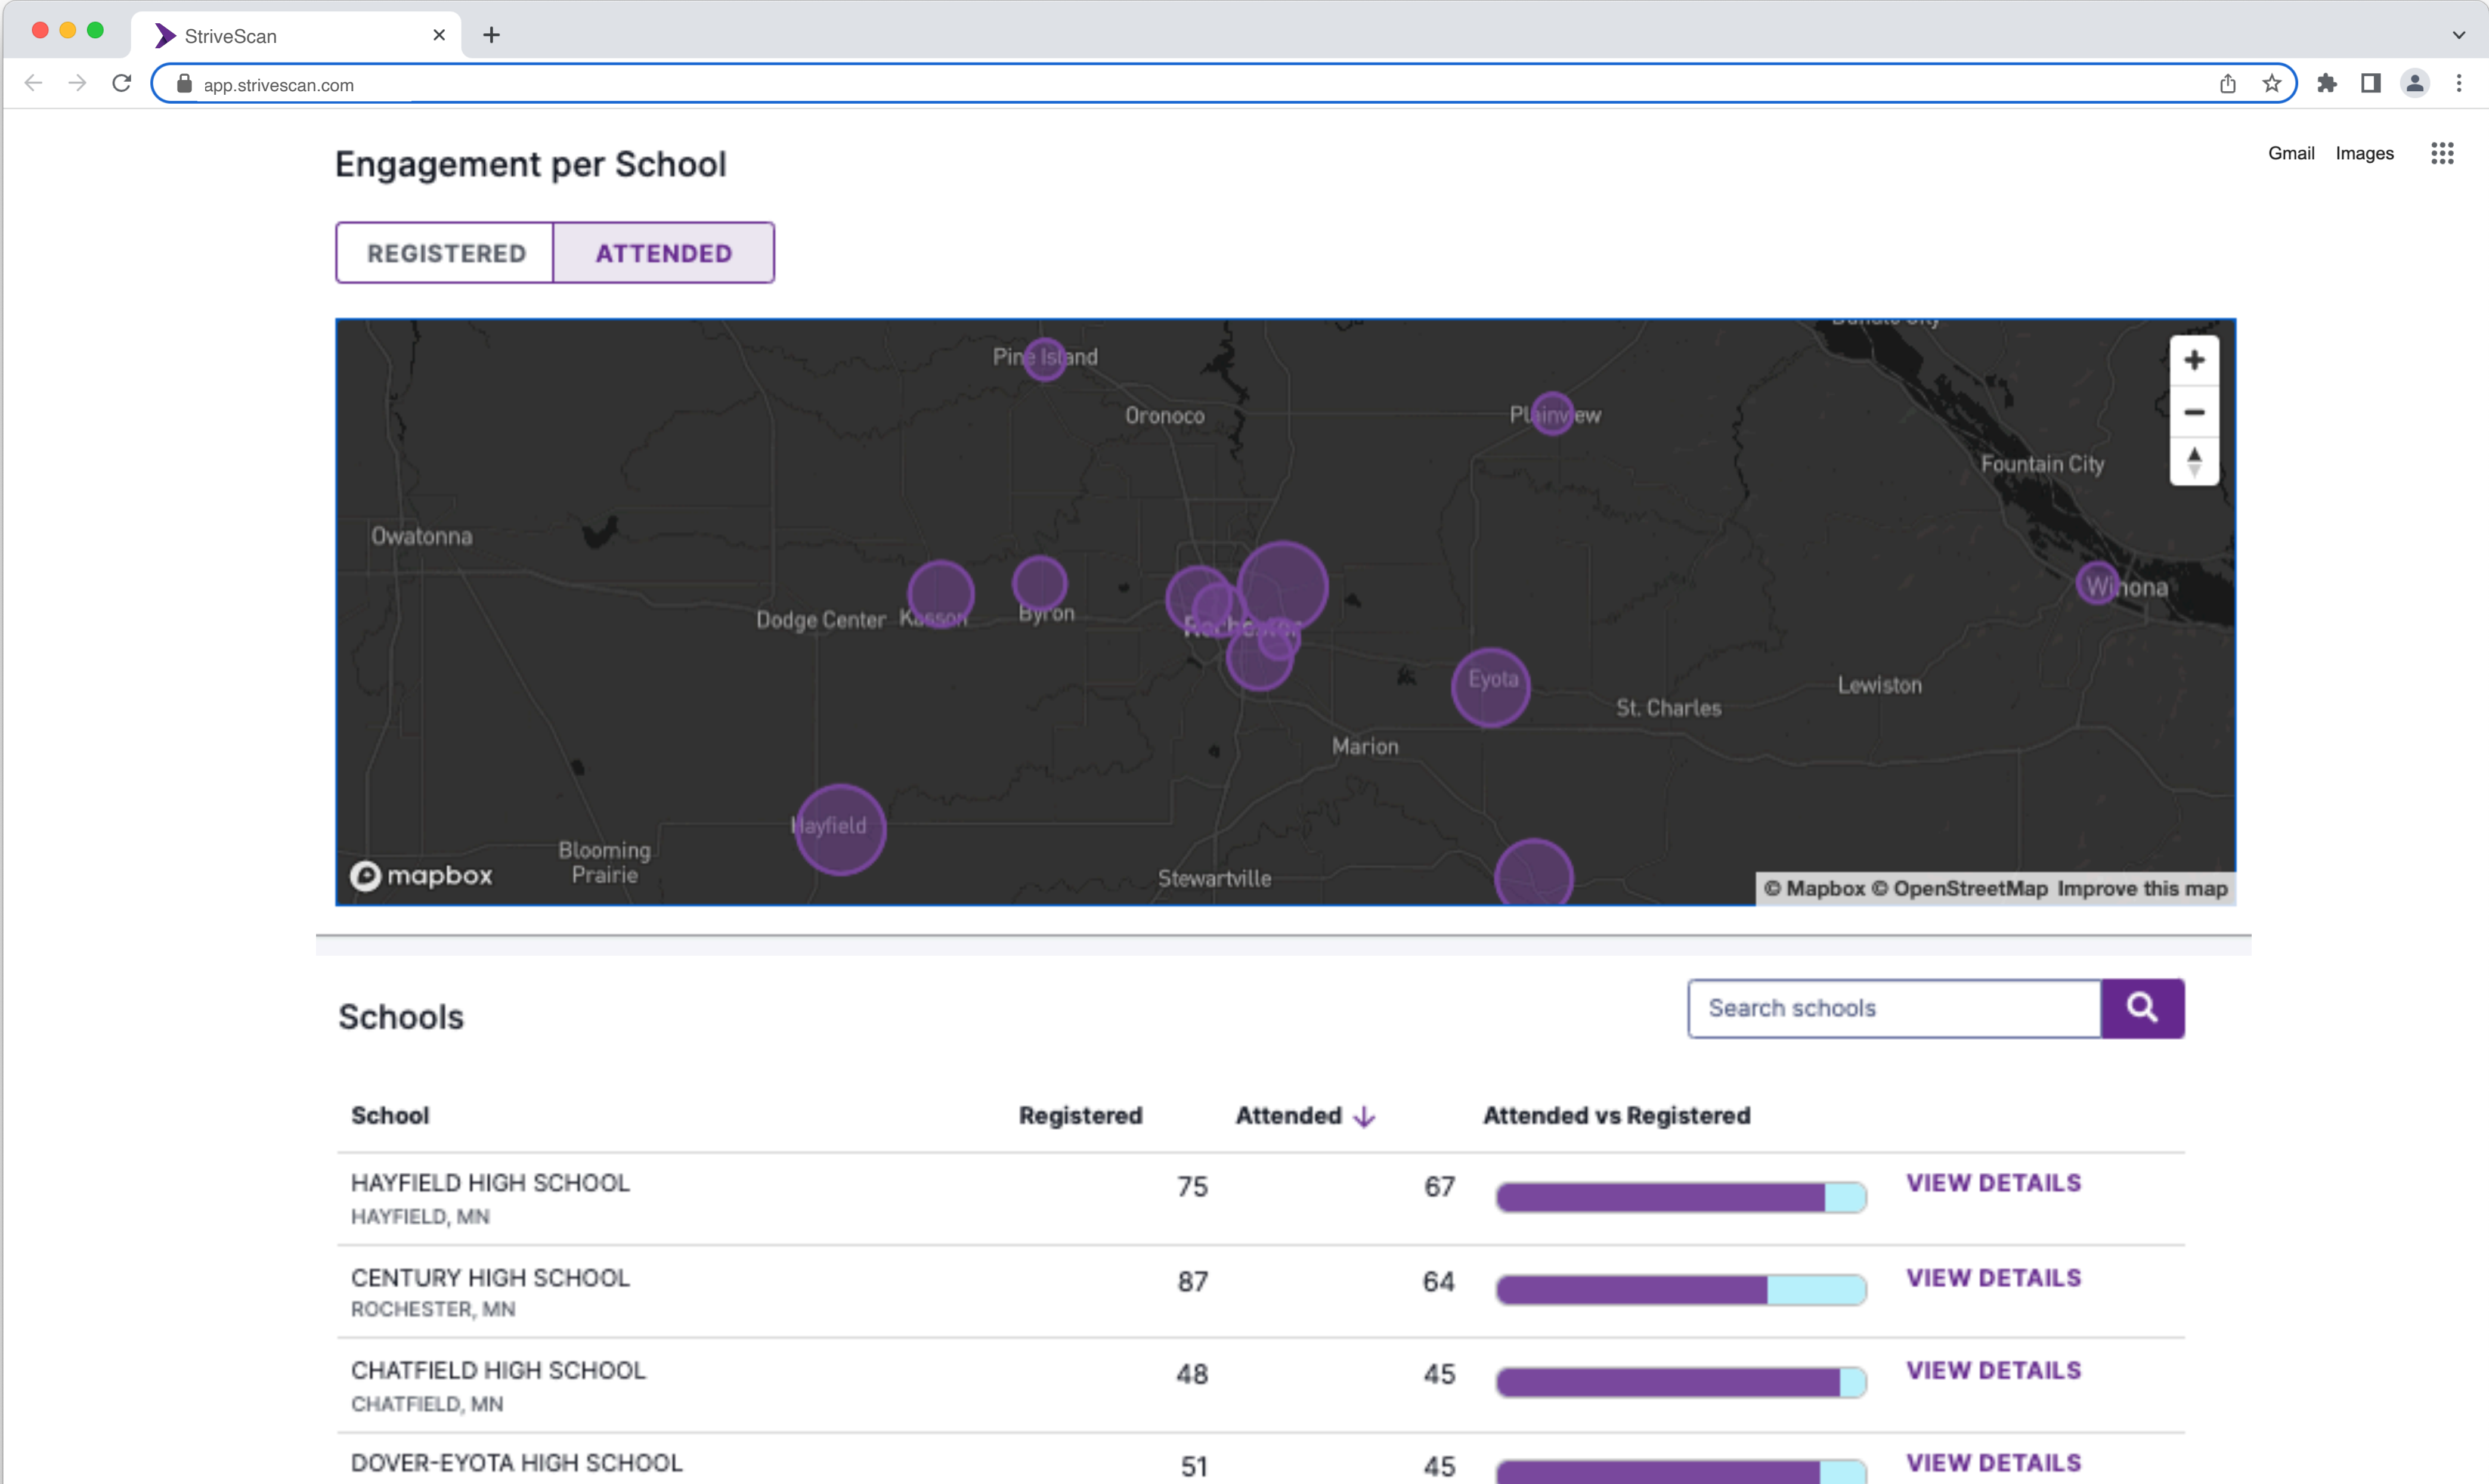 StriveScan
app.strivescan.com
Gmail Images
Engagement per School
REGISTERED ATTENDED
Pine Island
Oronoco
Plainview
Fountain City
Owatonna
Dodge Center Kasson Byron
Rochester
Winona
Eyota
St. Charles
Lewiston
Marion
Hayfield
Blooming
Prairie
Stewartville
mapbox
© Mapbox © OpenStreetMap Improve this map
Schools
Search schools
School Registered Attended Attended vs Registered
HAYFIELD HIGH SCHOOL 75 67 VIEW DETAILS
HAYFIELD, MN
CENTURY HIGH SCHOOL 87 64 VIEW DETAILS
ROCHESTER, MN
CHATFIELD HIGH SCHOOL 48 45 VIEW DETAILS
CHATFIELD, MN
DOVER-EYOTA HIGH SCHOOL 51 45 VIEW DETAILS